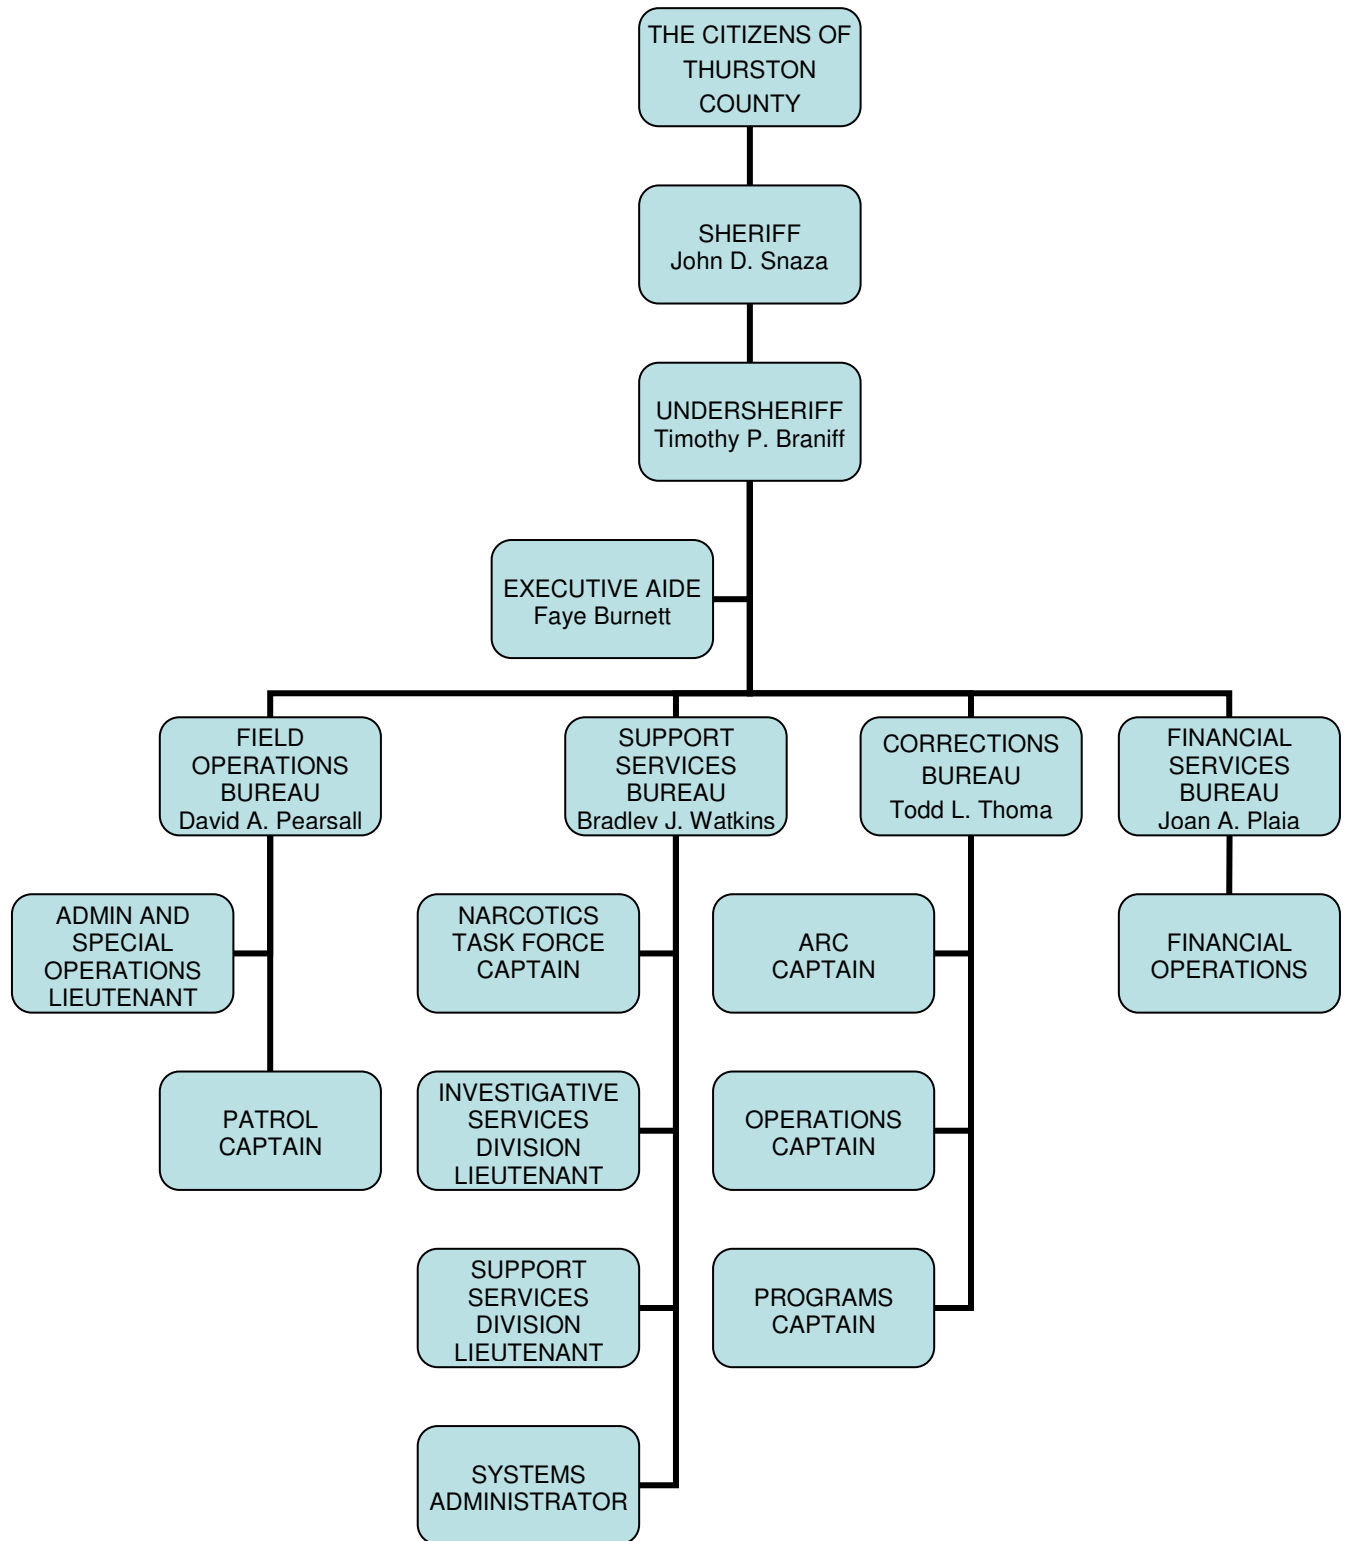 THE CITIZENS OF
THURSTON
COUNTY
SHERIFF
John D. Snaza
UNDERSHERIFF
Timothy P. Braniff
EXECUTIVE AIDE
Faye Burnett
FIELD
OPERATIONS
BUREAU
David A. Pearsall
SUPPORT
SERVICES
BUREAU
Bradley J. Watkins
CORRECTIONS
BUREAU
Todd L. Thoma
FINANCIAL
SERVICES
BUREAU
Joan A. Plaia
ADMIN AND
SPECIAL
OPERATIONS
LIEUTENANT
NARCOTICS
TASK FORCE
CAPTAIN
ARC
CAPTAIN
FINANCIAL
OPERATIONS
PATROL
CAPTAIN
INVESTIGATIVE
SERVICES
DIVISION
LIEUTENANT
OPERATIONS
CAPTAIN
SUPPORT
SERVICES
DIVISION
LIEUTENANT
PROGRAMS
CAPTAIN
SYSTEMS
ADMINISTRATOR